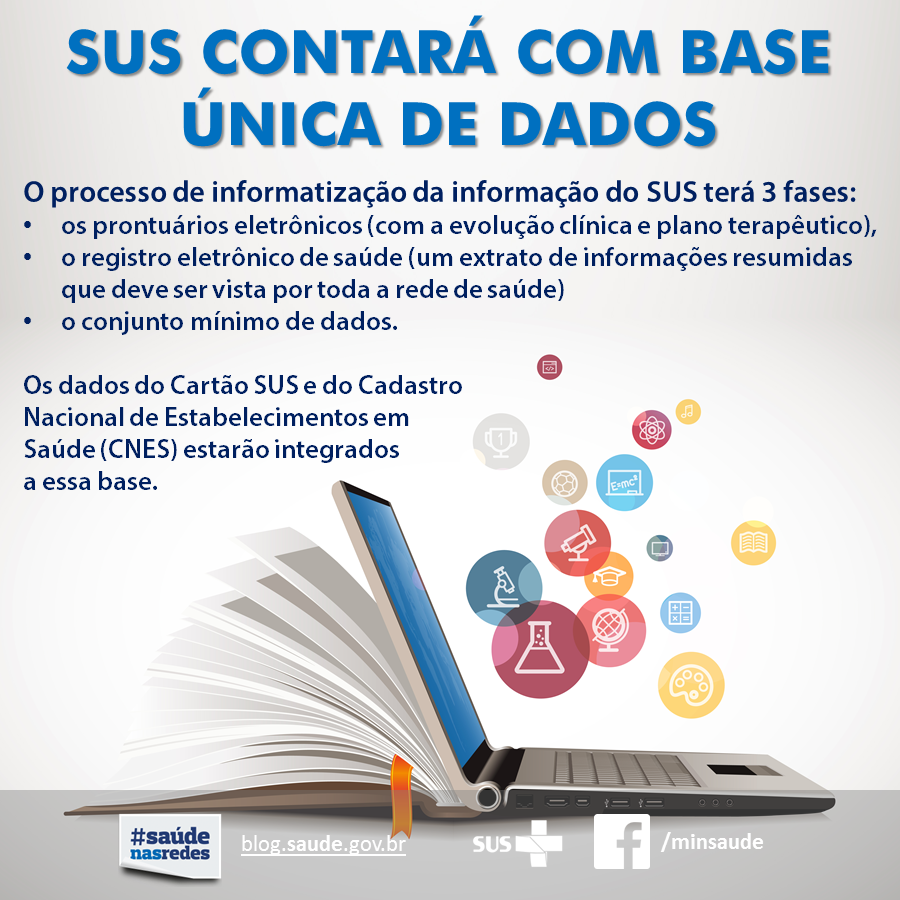 SUS CONTARÁ COM BASE
ÚNICA DE DADOS
O processo de informatização da informação do SUS terá 3 fases:
• os prontuários eletrônicos (com a evolução clínica e plano terapêutico),
• o registro eletrônico de saúde (um extrato de informações resumidas
que deve ser vista por toda a rede de saúde)
• o conjunto mínimo de dados.
Os dados do Cartão SUS e do Cadastro
Nacional de Estabelecimentos em
Saúde (CNES) estarão integrados
a essa base.
1
E=mc²
#saúde
nasredes
blog.saude.gov.br
SUS
f
/minsaude